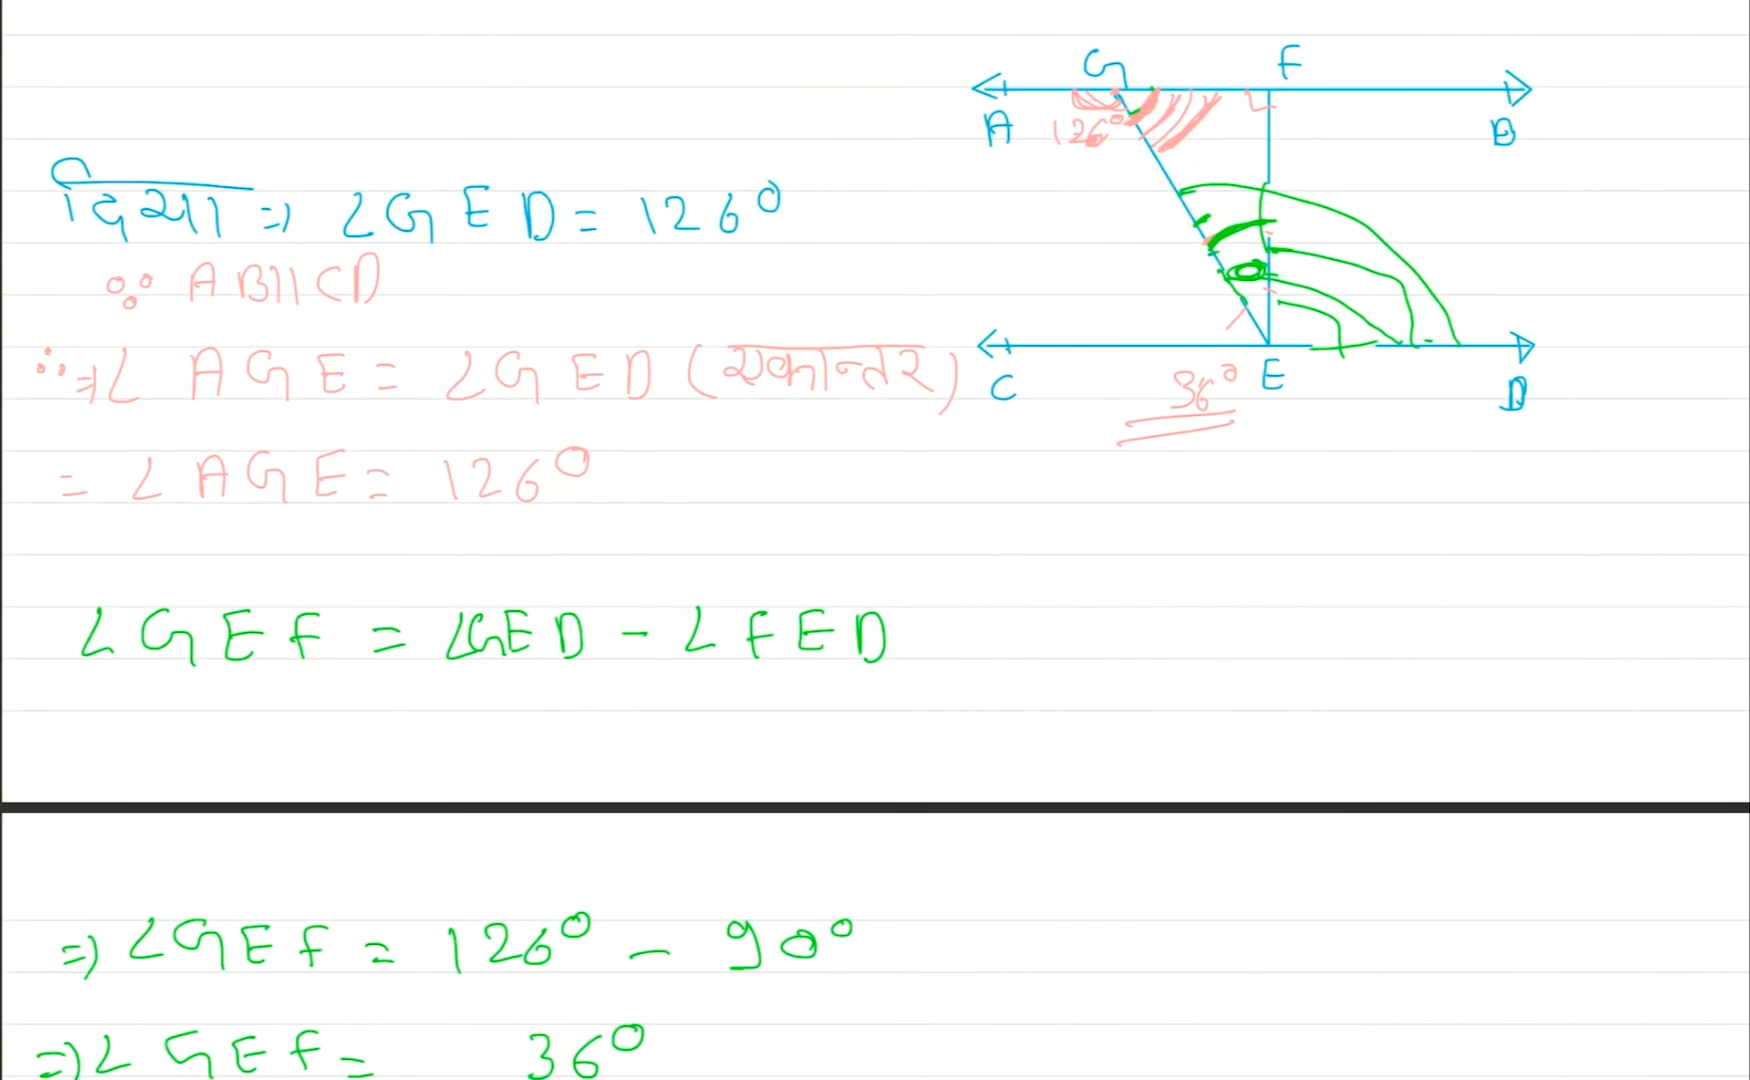 G F
A 126° B
दिया ⇒ ∠GED = 126°
∵ AB॥CD
∴⇒∠AGE = ∠GED (एकान्तर)
C 36° E D
= ∠AGE = 126°
∠GEF = ∠GED - ∠FED
⇒ ∠GEF = 126° - 90°
⇒ ∠GEF = 36°